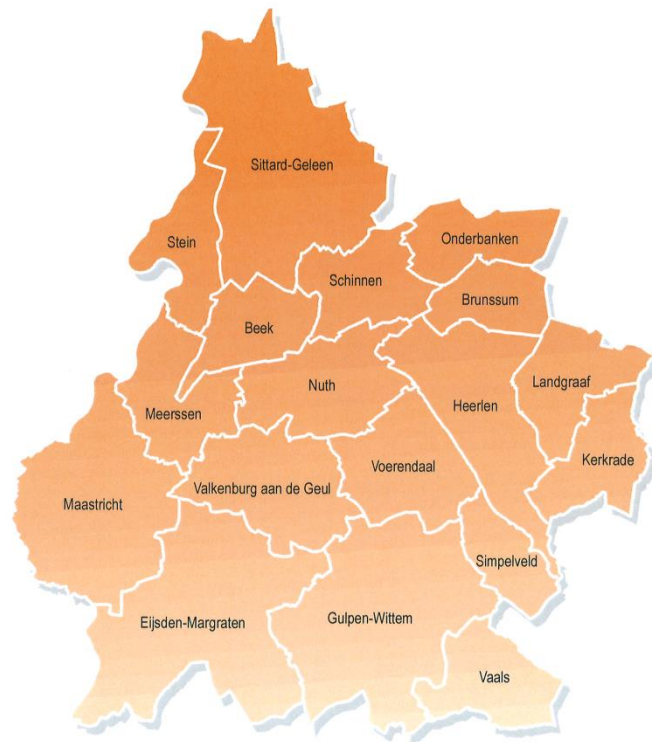 Sittard-Geleen
Stein
Onderbanken
Schinnen
Brunssum
Beek
Landgraaf
Nuth
Heerlen
Meerssen
Kerkrade
Voerendaal
Valkenburg aan de Geul
Maastricht
Simpelveld
Gulpen-Wittem
Eijsden-Margraten
Vaals